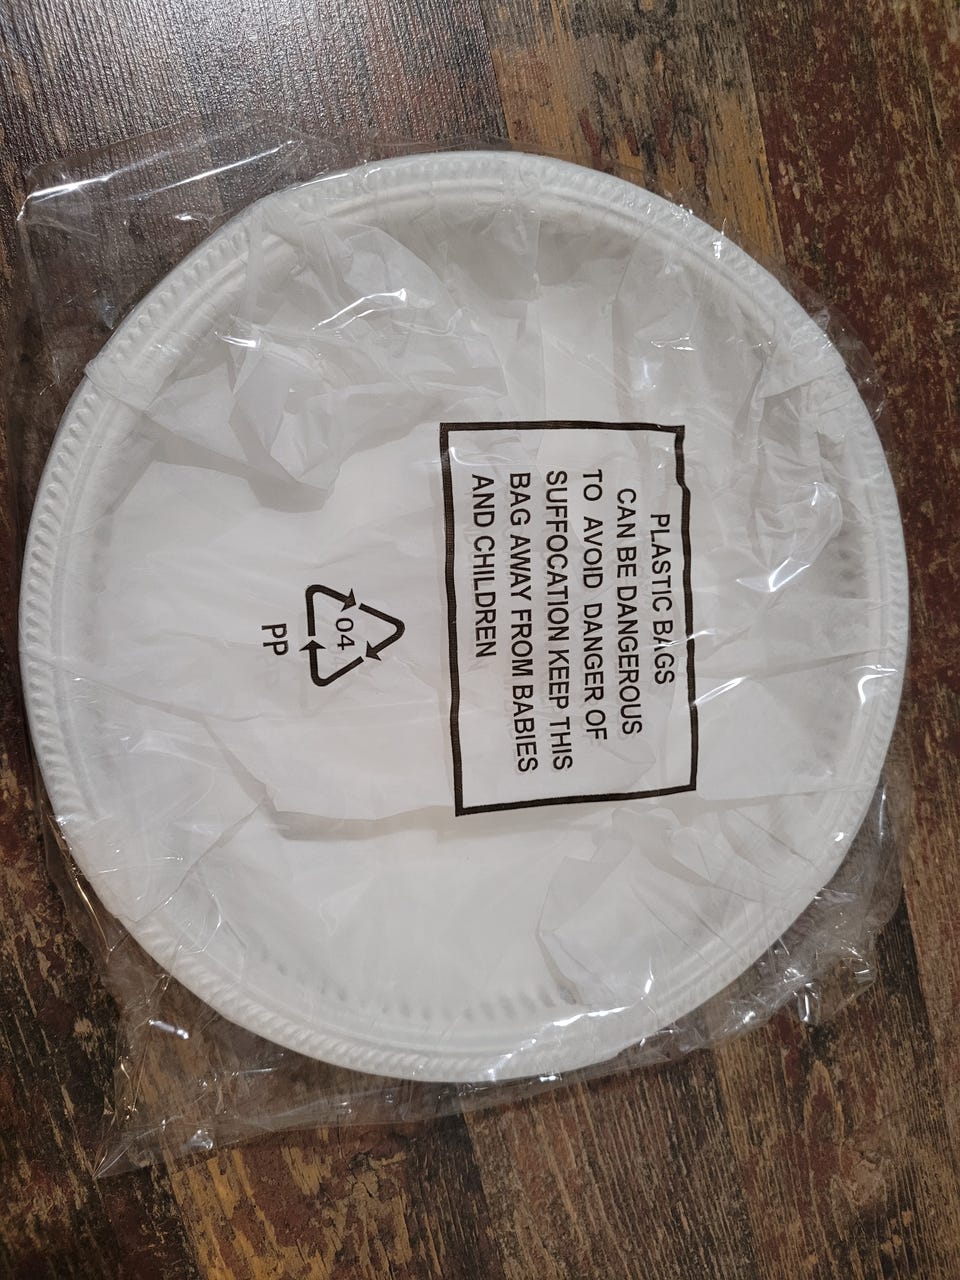 PLASTIC BAGS
CAN BE DANGEROUS
TO AVOID DANGER OF
SUFFOCATION KEEP THIS
BAG AWAY FROM BABIES
AND CHILDREN
04
PP